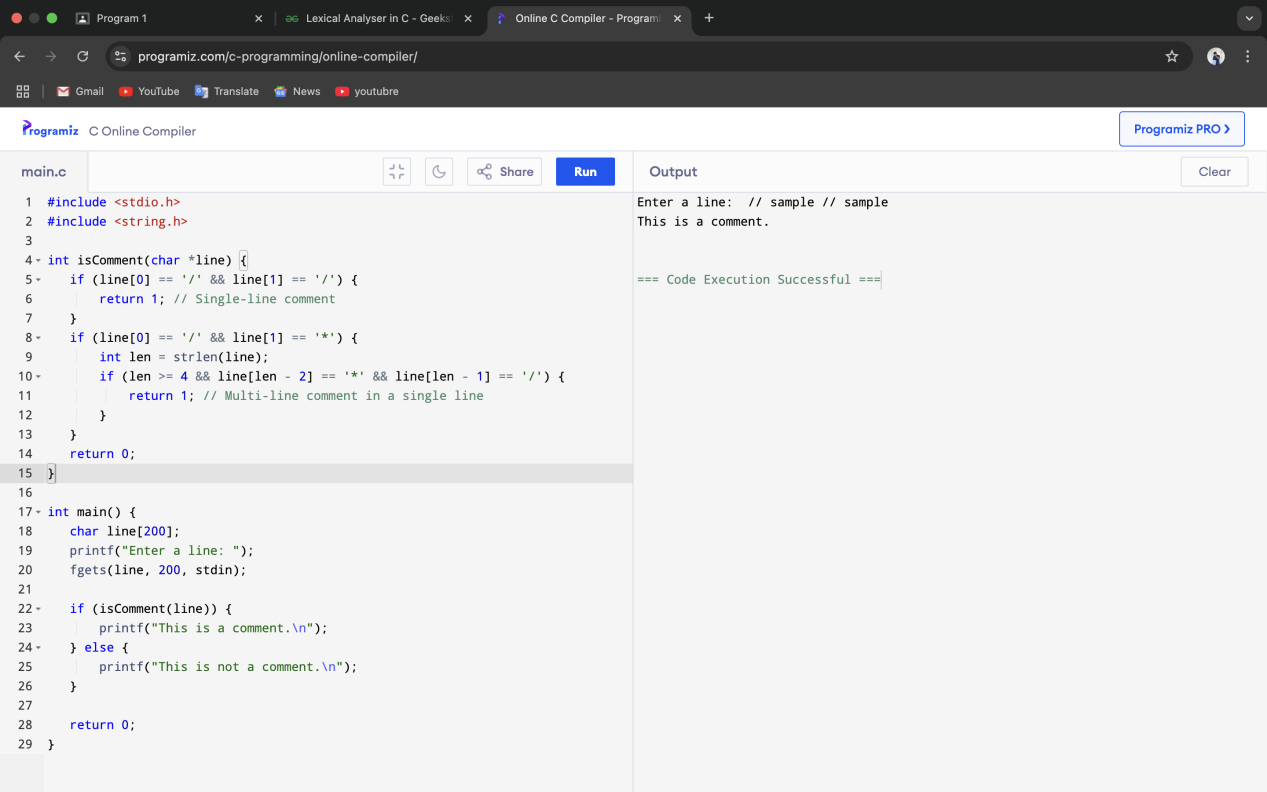 Program 1
Lexical Analyser in C - Geeks
Online C Compiler - Program
programiz.com/c-programming/online-compiler/
Gmail
YouTube
Translate
News
youtubre
Programiz
C Online Compiler
Programiz PRO ❯
main.c
Share
Run
Output
Clear
1 #include <stdio.h>
2 #include <string.h>
3
4 int isComment(char *line) {
5 if (line[0] == '/' && line[1] == '/') {
6 return 1; // Single-line comment
7 }
8 if (line[0] == '/' && line[1] == '*') {
9 int len = strlen(line);
10 if (len >= 4 && line[len - 2] == '*' && line[len - 1] == '/') {
11 return 1; // Multi-line comment in a single line
12 }
13 }
14 return 0;
15 }
16
17 int main() {
18 char line[200];
19 printf("Enter a line: ");
20 fgets(line, 200, stdin);
21
22 if (isComment(line)) {
23 printf("This is a comment.\n");
24 } else {
25 printf("This is not a comment.\n");
26 }
27
28 return 0;
29 }
Enter a line:  // sample // sample
This is a comment.
=== Code Execution Successful ===